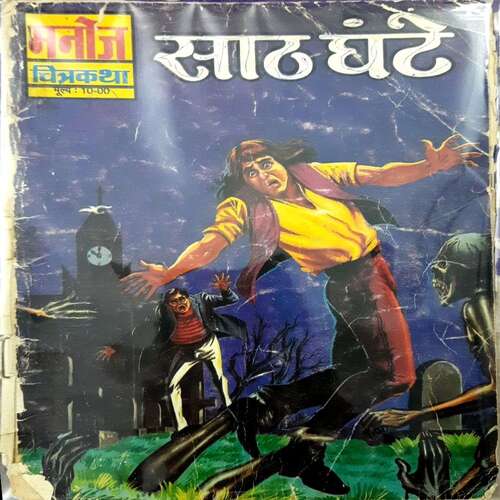 मनोज
चित्रकथा
मूल्य : 10-00
साठ घंटे